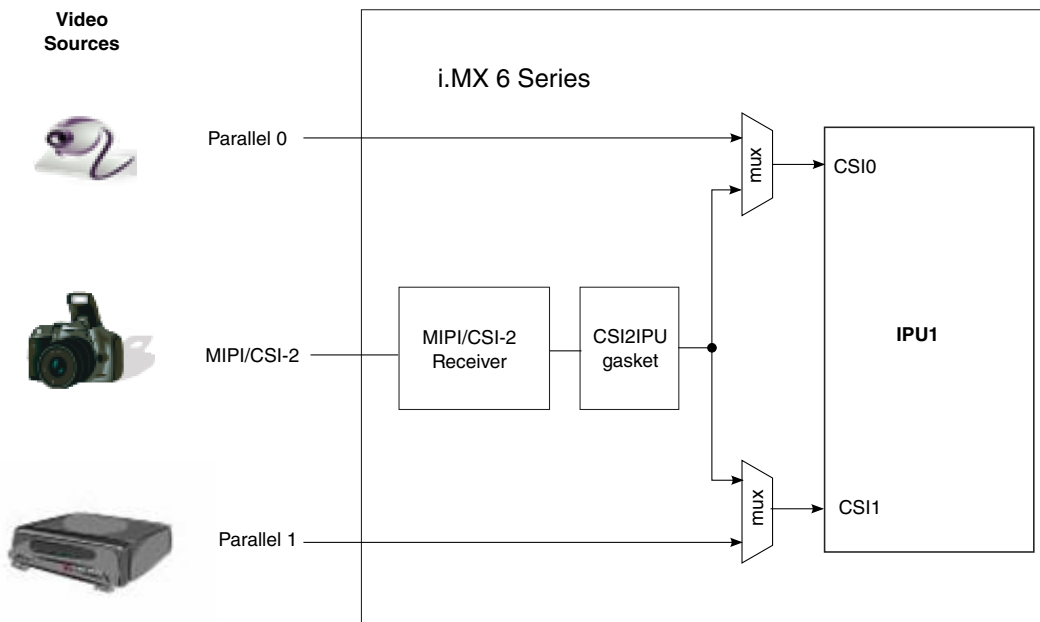 Video
Sources
i.MX 6 Series
Parallel 0
mux
CSI0
MIPI/CSI-2
MIPI/CSI-2
Receiver
CSI2IPU
gasket
IPU1
Parallel 1
mux
CSI1